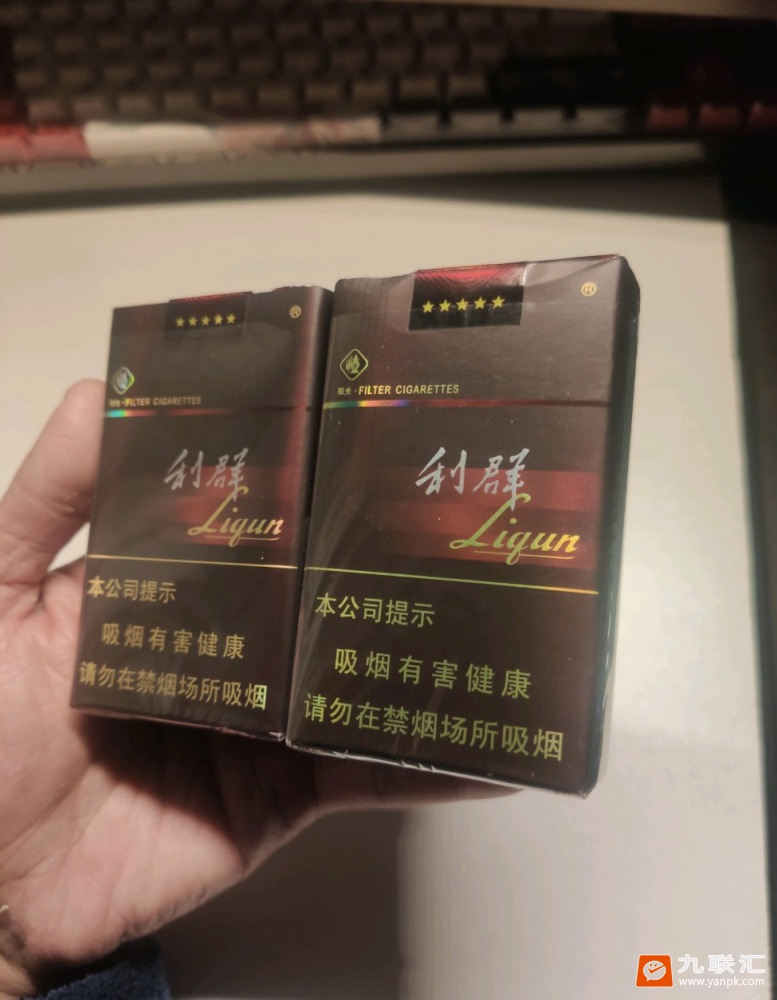 ★★★★★
®
阳光·FILTER CIGARETTES
利群
Liqun
本公司提示
吸烟有害健康
请勿在禁烟场所吸烟
★★★★★
®
阳光·FILTER CIGARETTES
利群
Liqun
本公司提示
吸烟有害健康
请勿在禁烟场所吸烟
九联汇
www.yanpk.com